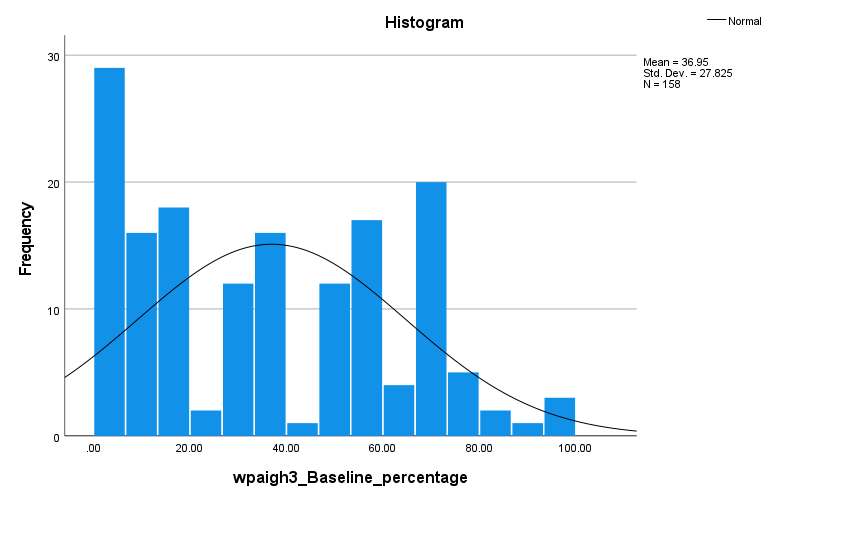 Histogram
Normal
Mean = 36.95
Std. Dev. = 27.825
N = 158
30
20
10
0
Frequency
.00 20.00 40.00 60.00 80.00 100.00
wpaigh3_Baseline_percentage